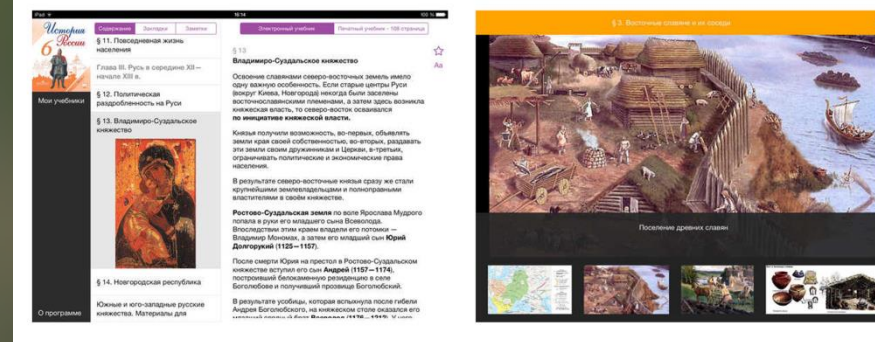 iPad
16:14
100 %
История России
6
Мои учебники
О программе
Содержание Закладки Заметки
§ 11. Повседневная жизнь
населения
Глава III. Русь в середине XII —
начале XIII в.
§ 12. Политическая
раздробленность на Руси
§ 13. Владимиро-Суздальское
княжество
§ 14. Новгородская республика
Южные и юго-западные русские
княжества. Материалы для
Электронный учебник Печатный учебник - 108 страница
§ 13
Владимиро-Суздальское княжество
Аа
Освоение славянами северо-восточных земель имело
одну важную особенность. Если старые центры Руси
(вокруг Киева, Новгорода) некогда были заселены
восточнославянскими племенами, а затем здесь возникла
княжеская власть, то северо-восток осваивался
по инициативе княжеской власти.
Князья получили возможность, во-первых, объявлять
земли края своей собственностью, во-вторых, раздавать
эти земли своим дружинникам и Церкви, в-третьих,
ограничивать политические и экономические права
населения.
В результате северо-восточные князья сразу же стали
крупнейшими землевладельцами и полноправными
властителями в своём княжестве.
Ростово-Суздальская земля по воле Ярослава Мудрого
попала в руки его младшего сына Всеволода.
Впоследствии этим краем владели его потомки —
Владимир Мономах, а затем его младший сын Юрий
Долгорукий (1125—1157).
После смерти Юрия на престол в Ростово-Суздальском
княжестве вступил его сын Андрей (1157—1174),
построивший белокаменную резиденцию в селе
Боголюбове и получивший прозвище Боголюбский.
В результате усобицы, которая вспыхнула после гибели
Андрея Боголюбского, на княжеском столе оказался его
§ 3. Восточные славяне и их соседи
Поселение древних славян